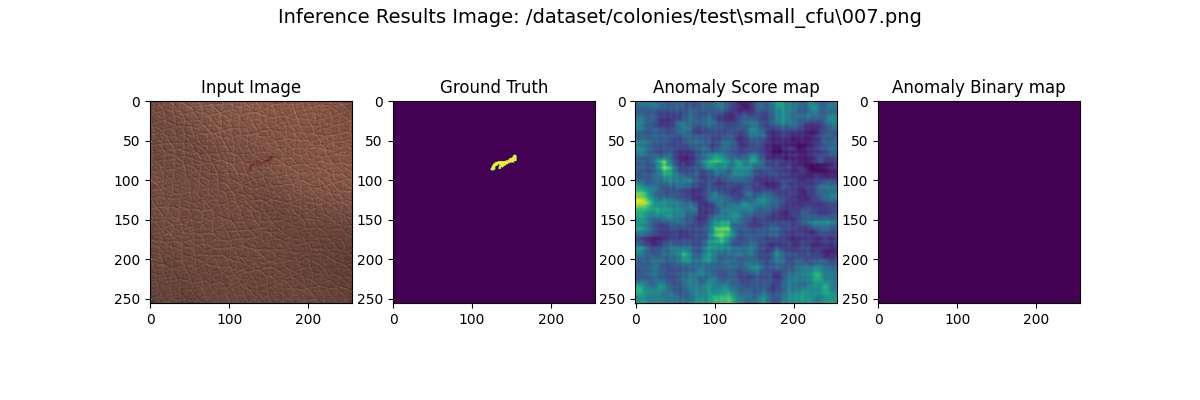 Inference Results Image: /dataset/colonies/test\small_cfu\007.png
Input Image
0
50
100
150
200
250
0 100 200
Ground Truth
0
50
100
150
200
250
0 100 200
Anomaly Score map
0
50
100
150
200
250
0 100 200
Anomaly Binary map
0
50
100
150
200
250
0 100 200